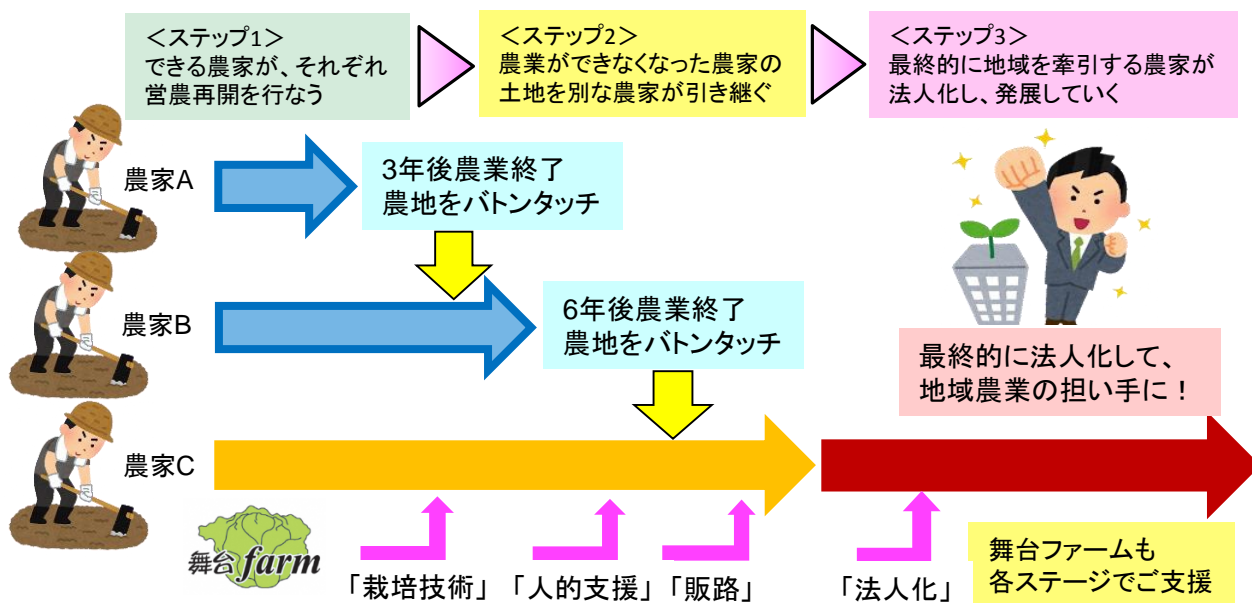 ＜ステップ1＞
できる農家が、それぞれ
営農再開を行なう
＜ステップ2＞
農業ができなくなった農家の
土地を別な農家が引き継ぐ
＜ステップ3＞
最終的に地域を牽引する農家が
法人化し、発展していく
農家A
3年後農業終了
農地をバトンタッチ
農家B
6年後農業終了
農地をバトンタッチ
最終的に法人化して、
地域農業の担い手に！
農家C
舞台farm
「栽培技術」
「人的支援」
「販路」
「法人化」
舞台ファームも
各ステージでご支援